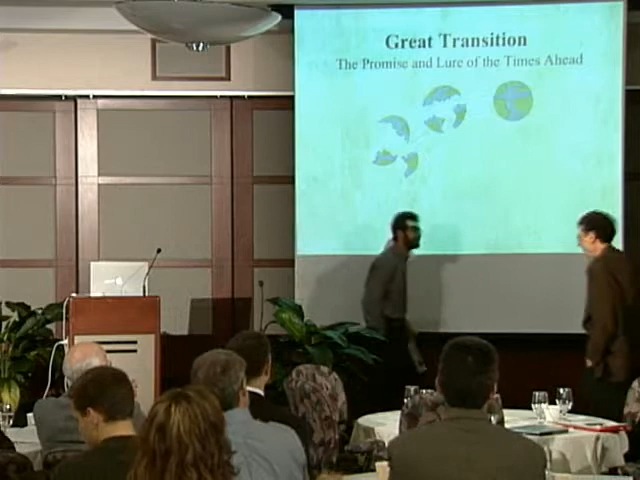 Great Transition
The Promise and Lure of the Times Ahead